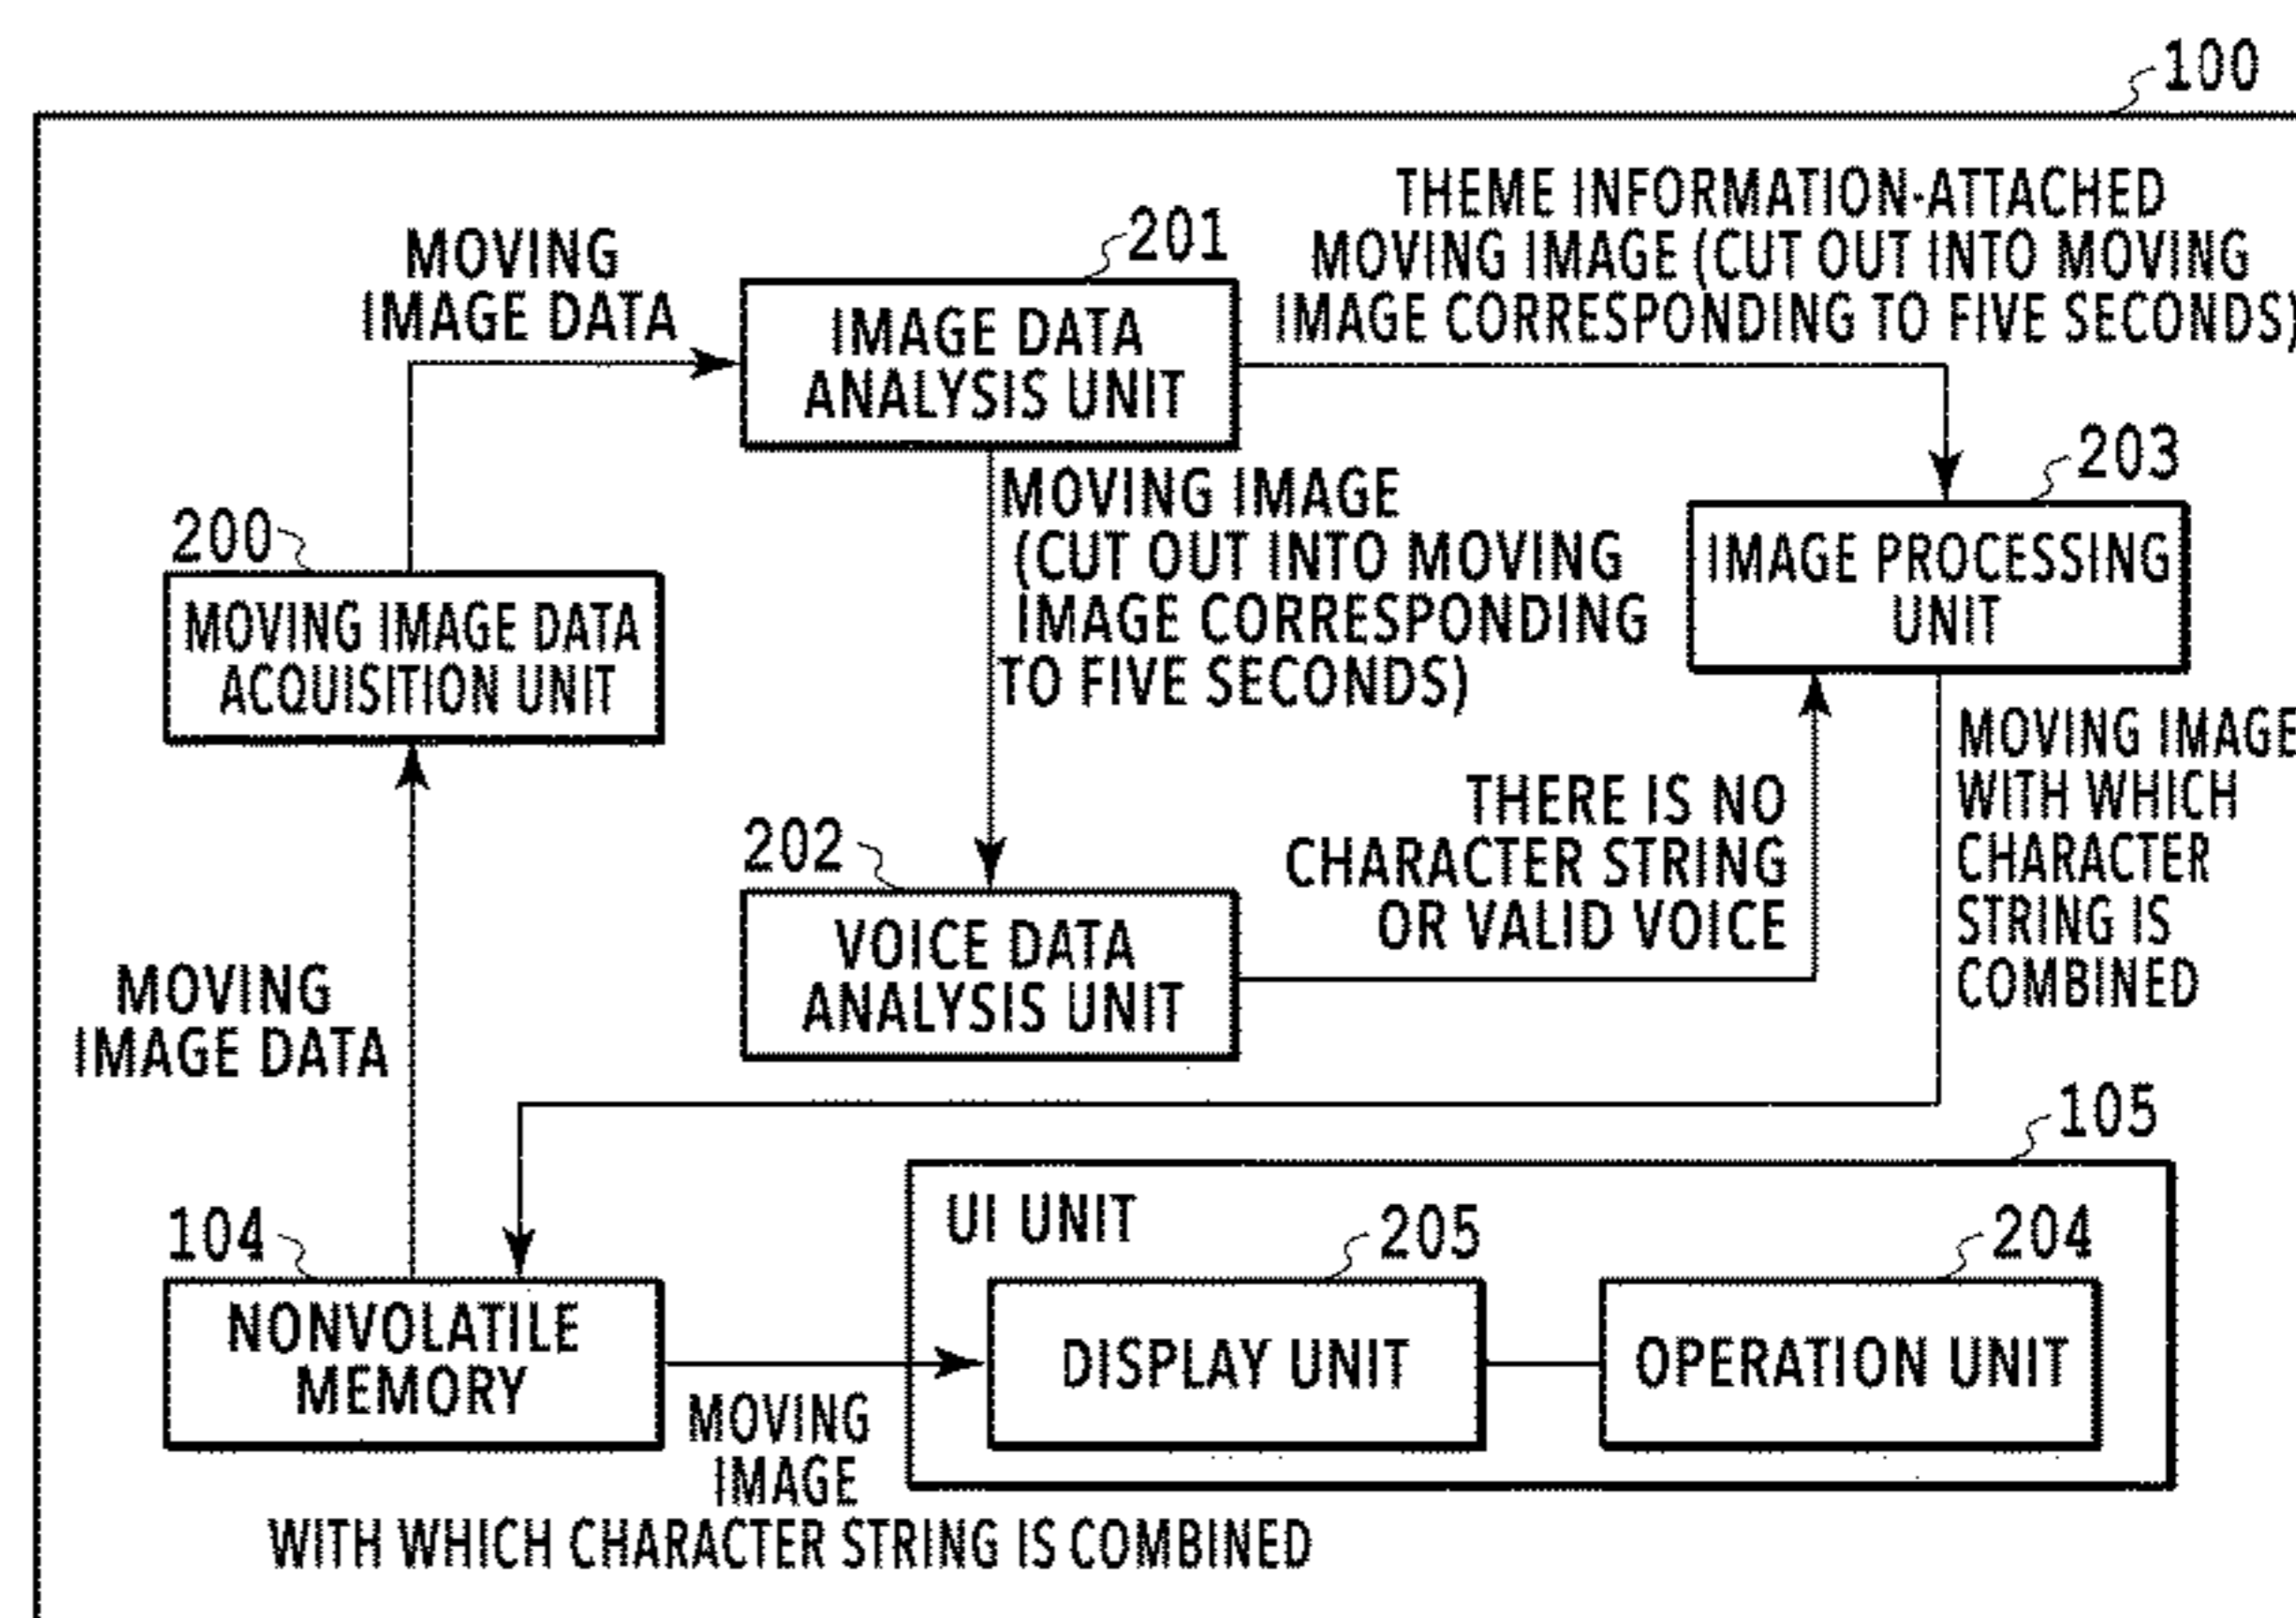 100
THEME INFORMATION-ATTACHED
MOVING IMAGE (CUT OUT INTO MOVING
IMAGE CORRESPONDING TO FIVE SECONDS)
201
MOVING
IMAGE DATA
IMAGE DATA
ANALYSIS UNIT
203
IMAGE PROCESSING
UNIT
MOVING IMAGE
(CUT OUT INTO MOVING
IMAGE CORRESPONDING
TO FIVE SECONDS)
200
MOVING IMAGE DATA
ACQUISITION UNIT
MOVING IMAGE
WITH WHICH
CHARACTER
STRING IS
COMBINED
THERE IS NO
CHARACTER STRING
OR VALID VOICE
202
VOICE DATA
ANALYSIS UNIT
MOVING
IMAGE DATA
105
UI UNIT
104
NONVOLATILE
MEMORY
205
DISPLAY UNIT
204
OPERATION UNIT
MOVING
IMAGE
WITH WHICH CHARACTER STRING IS COMBINED